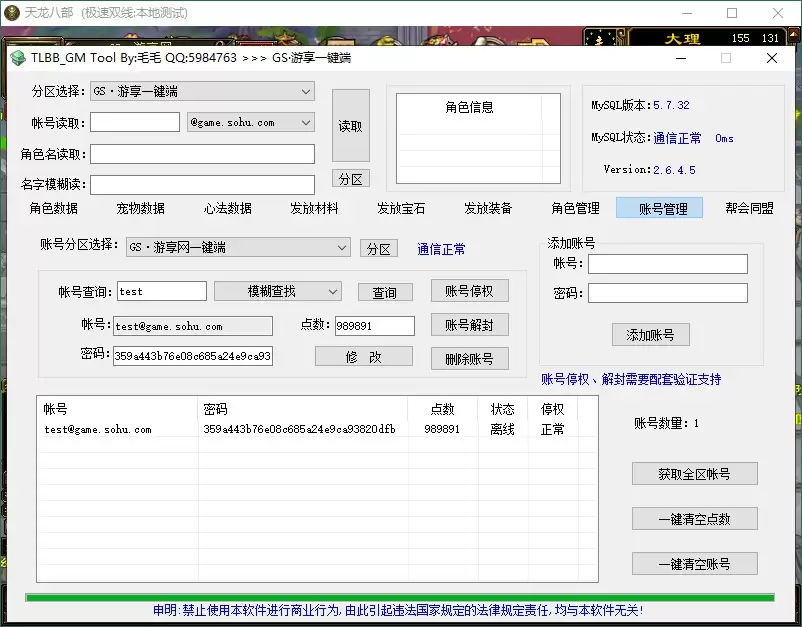 天龙八部 (极速双线:本地测试)
大理 155 131
TLBB_GM Tool By:毛毛 QQ:5984763 >>> GS·游享一键端
分区选择: GS·游享一键端
帐号读取: @game.sohu.com
角色名读取:
名字模糊读:
读取
分区
角色信息
MySQL版本:5.7.32
MySQL状态:通信正常 0ms
Version:2.6.4.5
角色数据 宠物数据 心法数据 发放材料 发放宝石 发放装备 角色管理 账号管理 帮会同盟
账号分区选择: GS·游享网一键端 分区 通信正常
帐号查询: test 模糊查找 查询 账号停权
帐号: test@game.sohu.com 点数: 989891 账号解封
密码: 359a443b76e08c685a24e9ca93 修 改 删除账号
添加账号
帐号:
密码:
添加账号
账号停权、解封需要配套验证支持
帐号 密码 点数 状态 停权
test@game.sohu.com 359a443b76e08c685a24e9ca93820dfb 989891 离线 正常
账号数量: 1
获取全区帐号
一键清空点数
一键清空账号
申明:禁止使用本软件进行商业行为,由此引起违法国家规定的法律规定责任,均与本软件无关!